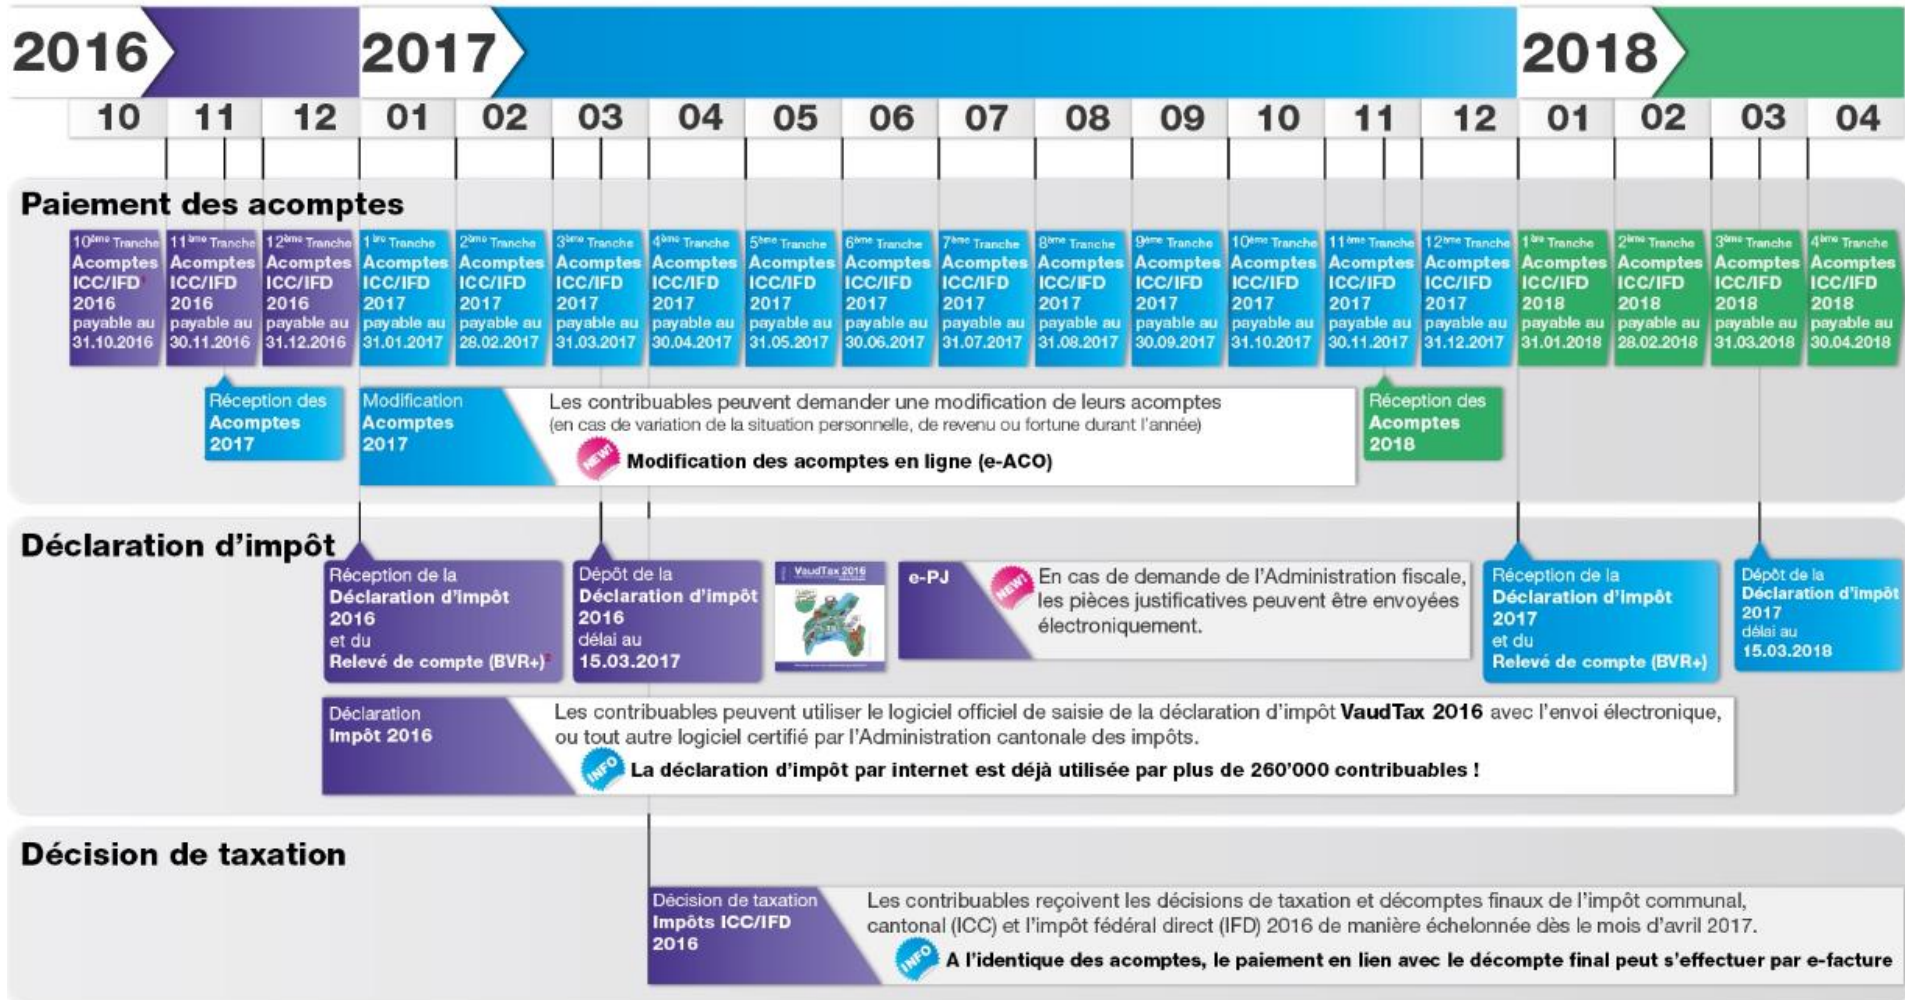 2016 2017 2018
10 11 12 01 02 03 04 05 06 07 08 09 10 11 12 01 02 03 04
Paiement des acomptes
10ème Tranche
Acomptes
ICC/IFD¹
2016
payable au
31.10.2016
11ème Tranche
Acomptes
ICC/IFD
2016
payable au
30.11.2016
12ème Tranche
Acomptes
ICC/IFD
2016
payable au
31.12.2016
1ère Tranche
Acomptes
ICC/IFD
2017
payable au
31.01.2017
2ème Tranche
Acomptes
ICC/IFD
2017
payable au
28.02.2017
3ème Tranche
Acomptes
ICC/IFD
2017
payable au
31.03.2017
4ème Tranche
Acomptes
ICC/IFD
2017
payable au
30.04.2017
5ème Tranche
Acomptes
ICC/IFD
2017
payable au
31.05.2017
6ème Tranche
Acomptes
ICC/IFD
2017
payable au
30.06.2017
7ème Tranche
Acomptes
ICC/IFD
2017
payable au
31.07.2017
8ème Tranche
Acomptes
ICC/IFD
2017
payable au
31.08.2017
9ème Tranche
Acomptes
ICC/IFD
2017
payable au
30.09.2017
10ème Tranche
Acomptes
ICC/IFD
2017
payable au
31.10.2017
11ème Tranche
Acomptes
ICC/IFD
2017
payable au
30.11.2017
12ème Tranche
Acomptes
ICC/IFD
2017
payable au
31.12.2017
1ère Tranche
Acomptes
ICC/IFD
2018
payable au
31.01.2018
2ème Tranche
Acomptes
ICC/IFD
2018
payable au
28.02.2018
3ème Tranche
Acomptes
ICC/IFD
2018
payable au
31.03.2018
4ème Tranche
Acomptes
ICC/IFD
2018
payable au
30.04.2018
Réception des
Acomptes
2017
Modification
Acomptes
2017
Les contribuables peuvent demander une modification de leurs acomptes
(en cas de variation de la situation personnelle, de revenu ou fortune durant l'année)
NEW! Modification des acomptes en ligne (e-ACO)
Réception des
Acomptes
2018
Déclaration d'impôt
Réception de la
Déclaration d'impôt
2016
et du
Relevé de compte (BVR+)²
Dépôt de la
Déclaration d'impôt
2016
délai au
15.03.2017
VaudTax 2016
e-PJ
NEW! En cas de demande de l'Administration fiscale,
les pièces justificatives peuvent être envoyées
électroniquement.
Réception de la
Déclaration d'impôt
2017
et du
Relevé de compte (BVR+)
Dépôt de la
Déclaration d'impôt
2017
délai au
15.03.2018
Déclaration
Impôt 2016
Les contribuables peuvent utiliser le logiciel officiel de saisie de la déclaration d'impôt VaudTax 2016 avec l'envoi électronique,
ou tout autre logiciel certifié par l'Administration cantonale des impôts.
INFO La déclaration d'impôt par internet est déjà utilisée par plus de 260'000 contribuables !
Décision de taxation
Décision de taxation
Impôts ICC/IFD
2016
Les contribuables reçoivent les décisions de taxation et décomptes finaux de l'impôt communal,
cantonal (ICC) et l'impôt fédéral direct (IFD) 2016 de manière échelonnée dès le mois d'avril 2017.
INFO A l'identique des acomptes, le paiement en lien avec le décompte final peut s'effectuer par e-facture